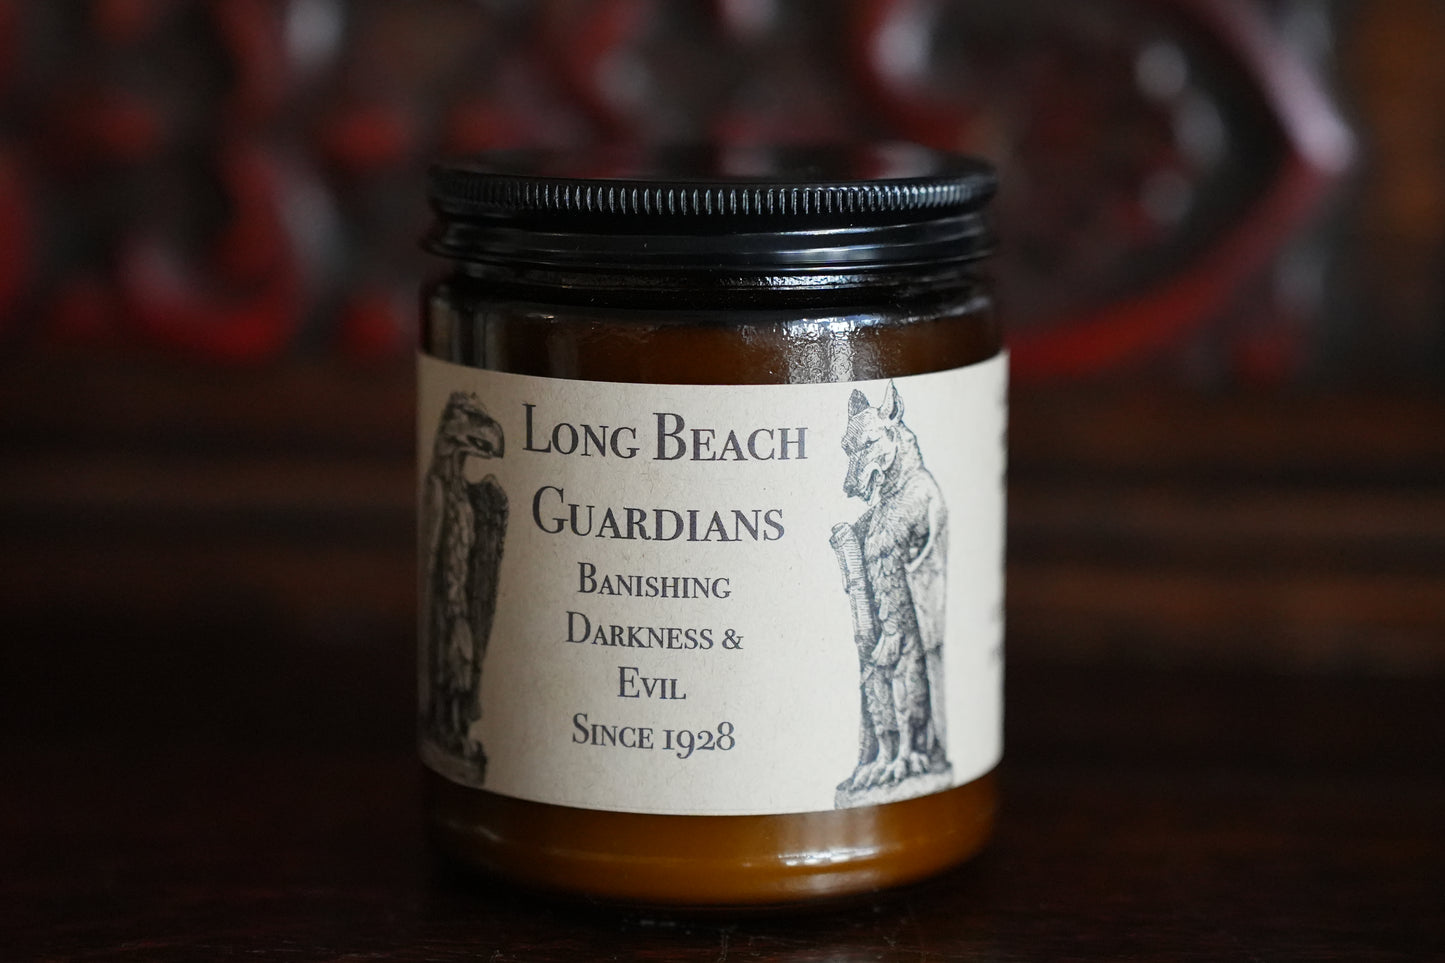 Long Beach
Guardians
Banishing
Darkness &
Evil
Since 1928